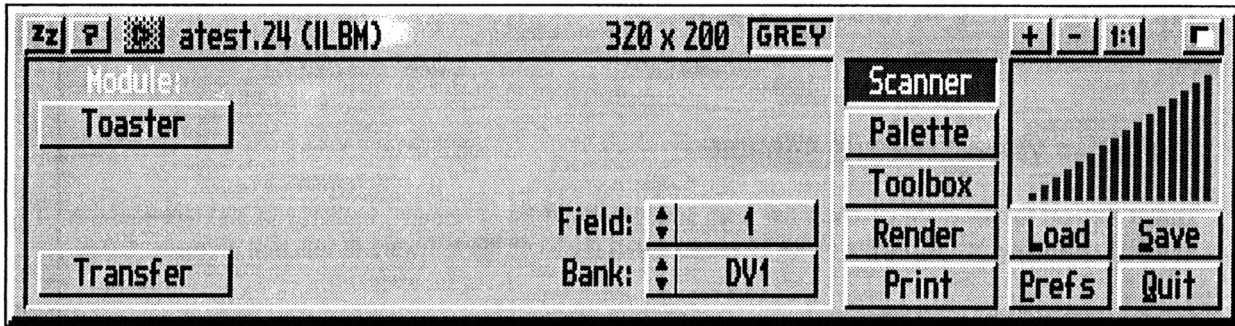 zz ? atest.24 (ILBM) 320 x 200 GREY + - 1:1
Module:
Toaster
Field: 1
Bank: DV1
Transfer
Scanner
Palette
Toolbox
Render
Print
Load Save
Prefs Quit